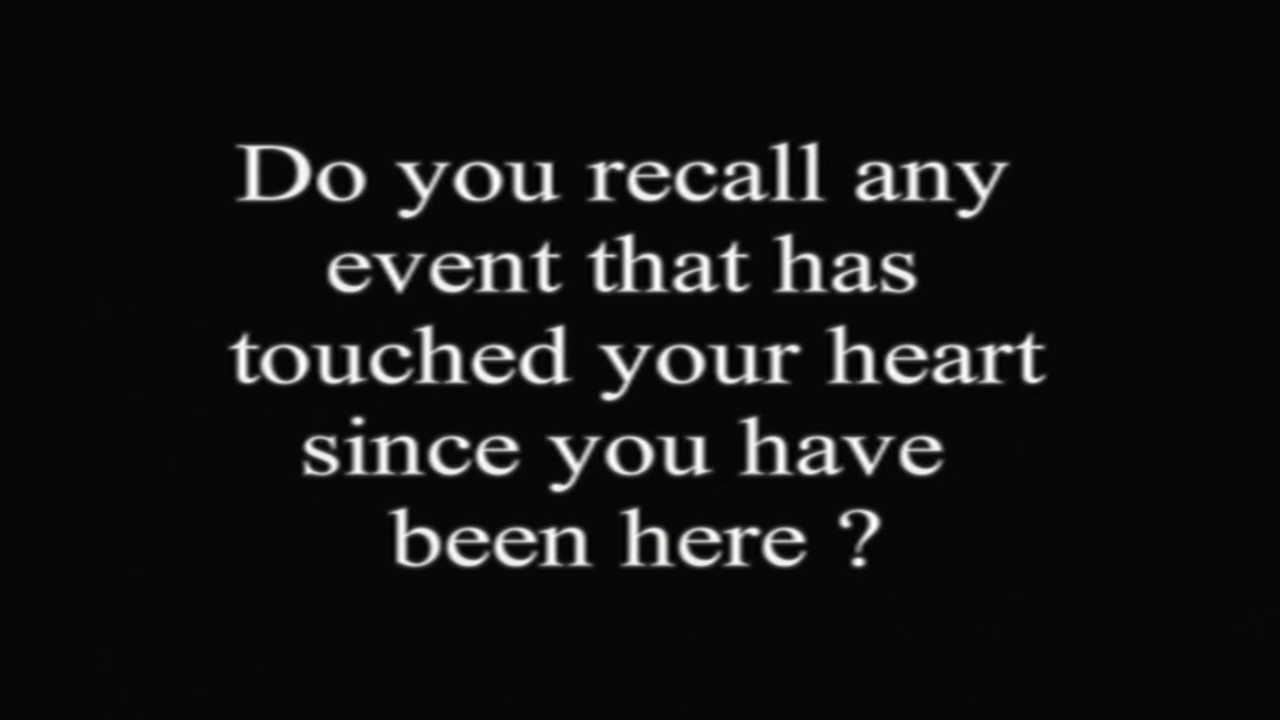 Do you recall any
event that has
touched your heart
since you have
been here ?